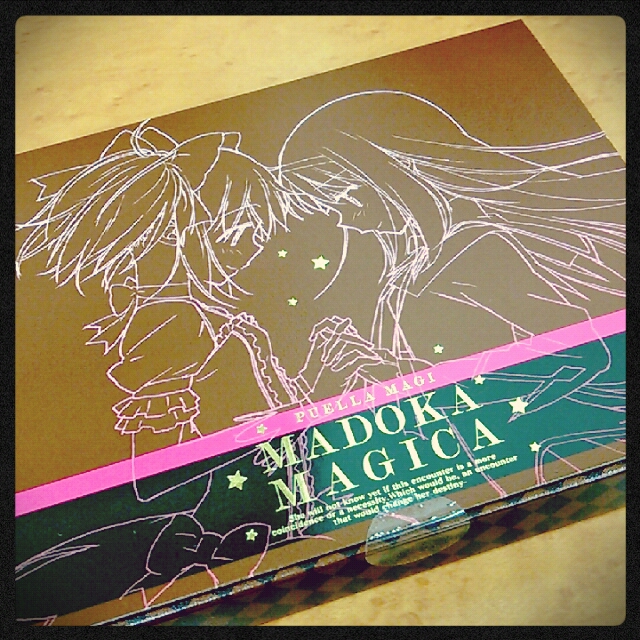 PUELLA MAGI
MADOKA
MAGICA
She will not know yet if this encounter is a mere
coincidence or a necessity. Which would be, an encounter
that would change her destiny